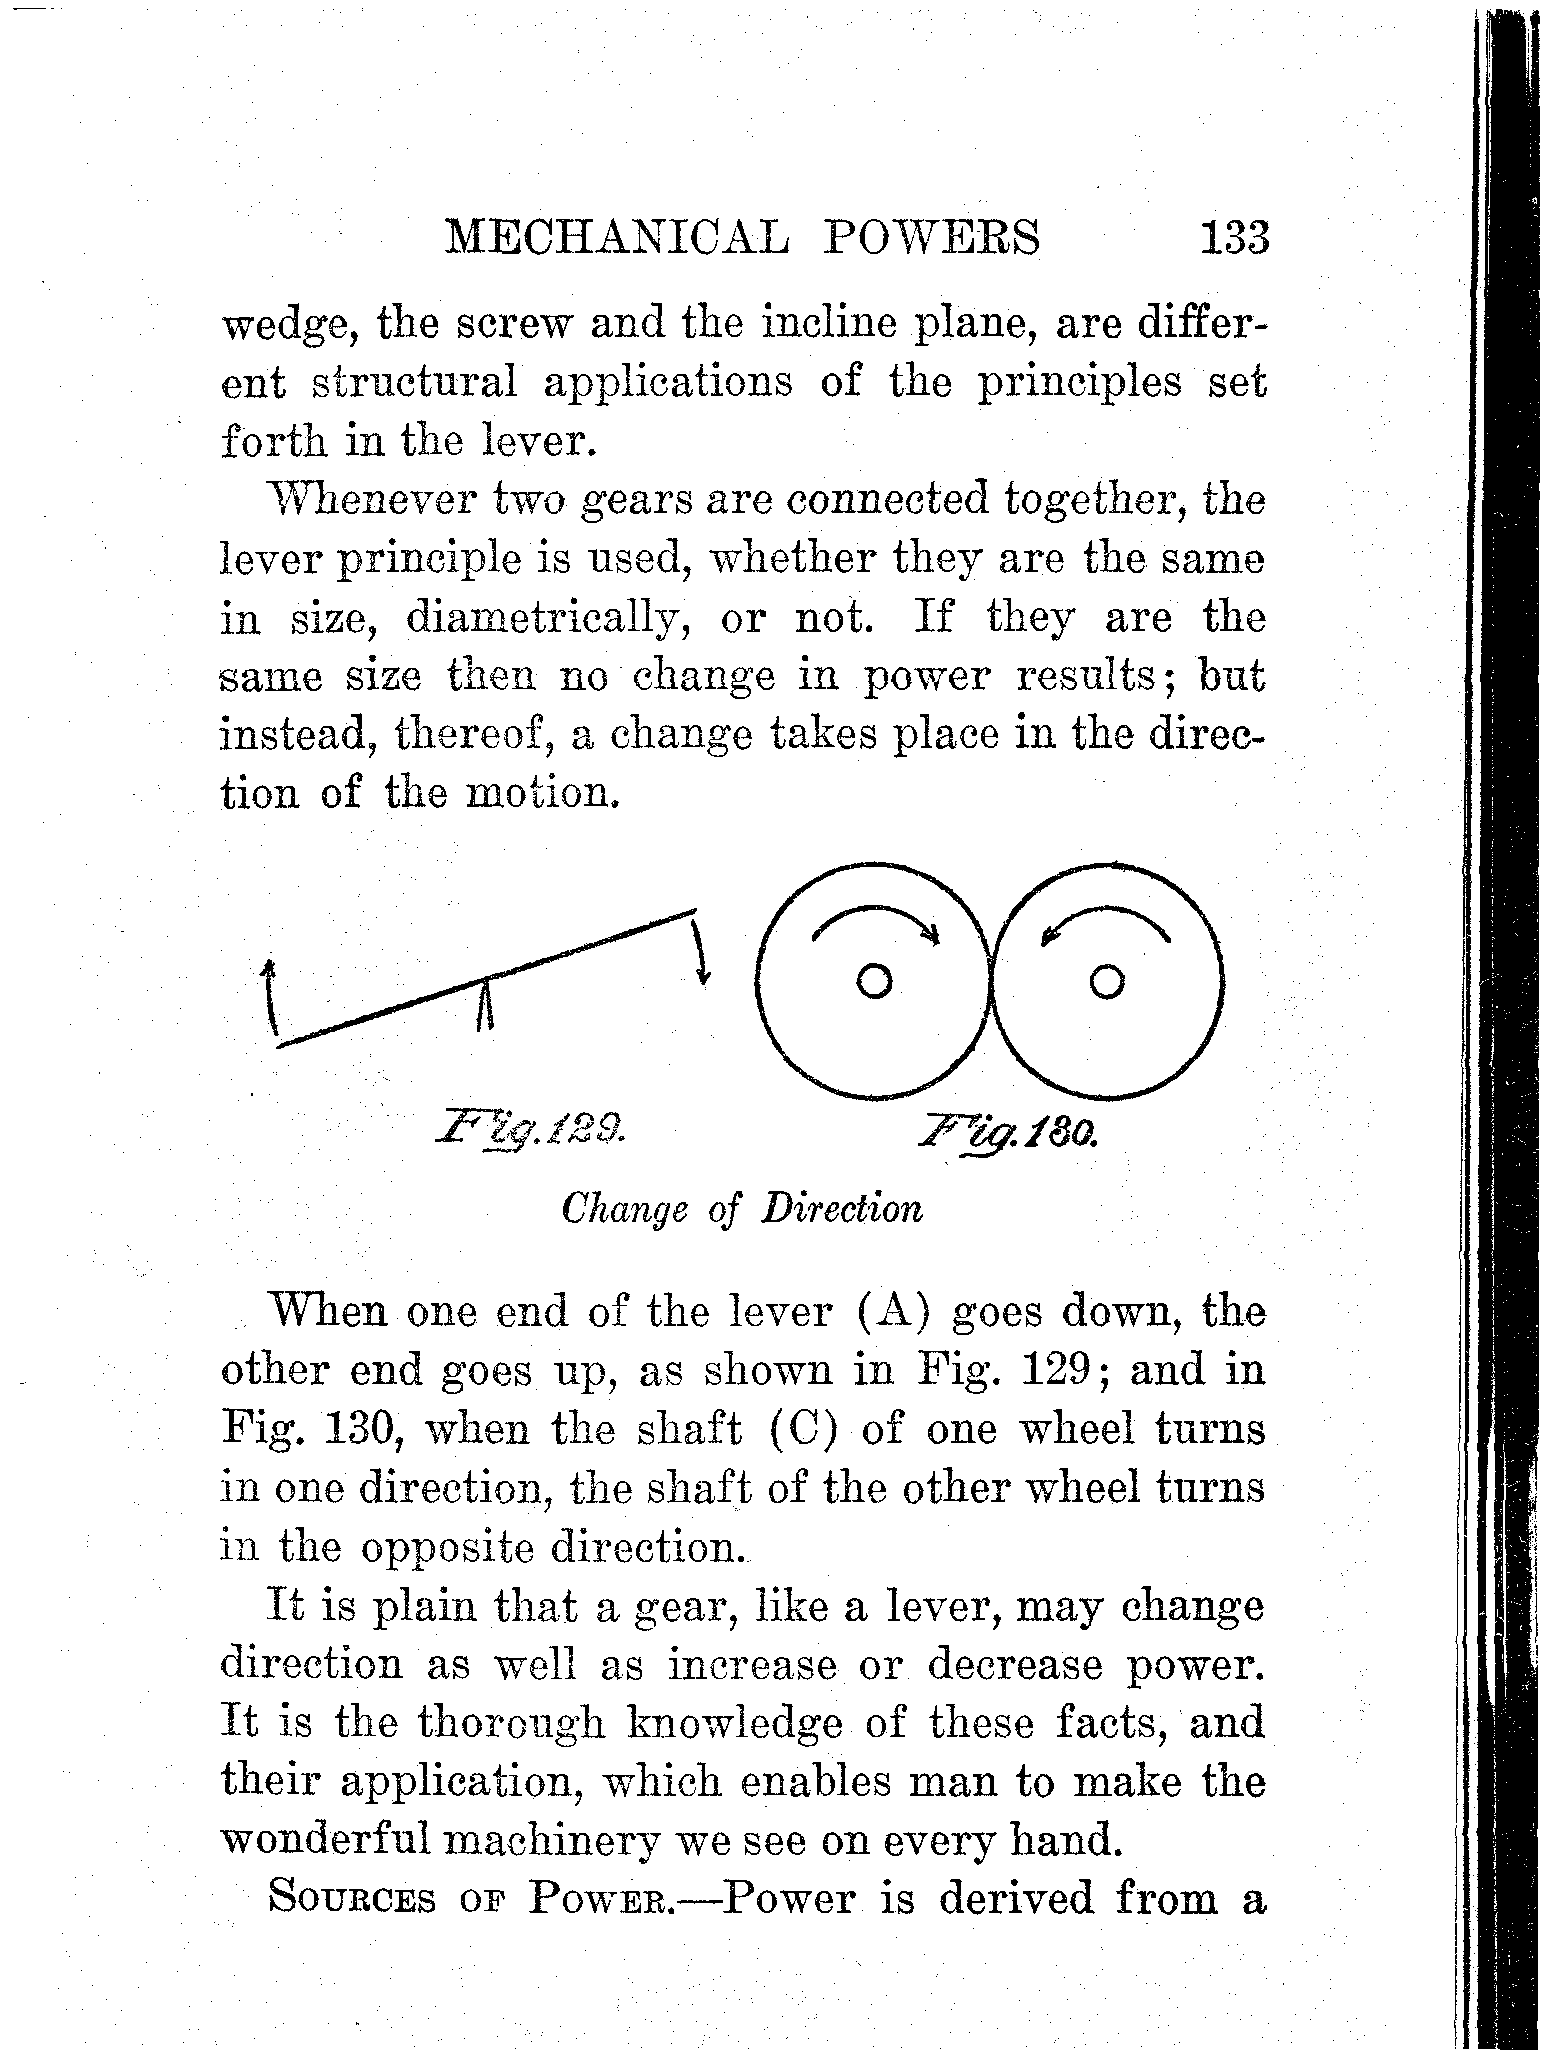 MECHANICAL POWERS 133
wedge, the screw and the incline plane, are differ-
ent structural applications of the principles set
forth in the lever.
Whenever two gears are connected together, the
lever principle is used, whether they are the same
in size, diametrically, or not. If they are the
same size then no change in power results; but
instead, thereof, a change takes place in the direc-
tion of the motion.
Fig. 129. Fig. 130.
Change of Direction
When one end of the lever (A) goes down, the
other end goes up, as shown in Fig. 129; and in
Fig. 130, when the shaft (C) of one wheel turns
in one direction, the shaft of the other wheel turns
in the opposite direction.
It is plain that a gear, like a lever, may change
direction as well as increase or decrease power.
It is the thorough knowledge of these facts, and
their application, which enables man to make the
wonderful machinery we see on every hand.
SOURCES OF POWER.—Power is derived from a